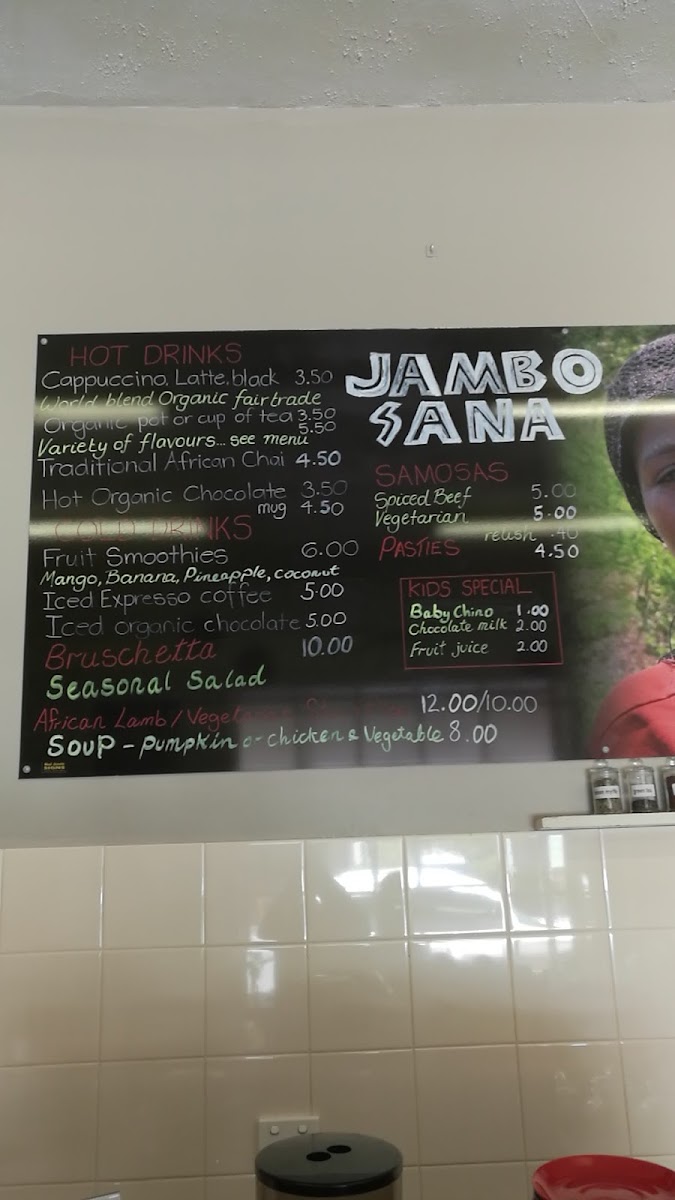 HOT DRINKS
Cappuccino, Latte, black 3.50
World blend Organic fairtrade
Organic pot or cup of tea 3.50
5.50
Variety of flavours... see menu
Traditional African Chai 4.50
Hot Organic Chocolate 3.50
mug 4.50
COLD DRINKS
Fruit Smoothies 6.00
Mango, Banana, Pineapple, coconut
Iced Expresso coffee 5.00
Iced organic chocolate 5.00
Bruschetta 10.00
Seasonal Salad
African Lamb / 12.00/10.00
Soup - Pumpkin o- chicken & Vegetable 8.00
JAMBO
SANA
SAMOSAS
Spiced Beef 5.00
Vegetarian 5.00
relish .40
PASTIES 4.50
KIDS SPECIAL
Baby Chino 1.00
Chocolate milk 2.00
Fruit juice 2.00